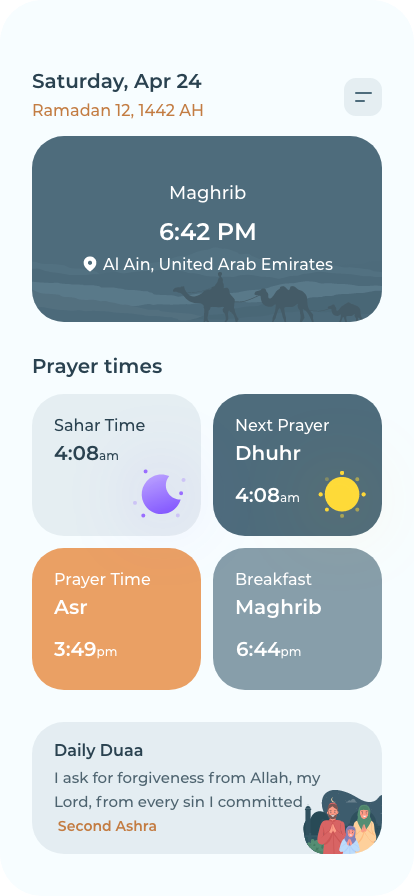 Saturday, Apr 24
Ramadan 12, 1442 AH
Maghrib
6:42 PM
Al Ain, United Arab Emirates
Prayer times
Sahar Time
4:08am
Next Prayer
Dhuhr
4:08am
Prayer Time
Asr
3:49pm
Breakfast
Maghrib
6:44pm
Daily Duaa
I ask for forgiveness from Allah, my
Lord, from every sin I committed
Second Ashra